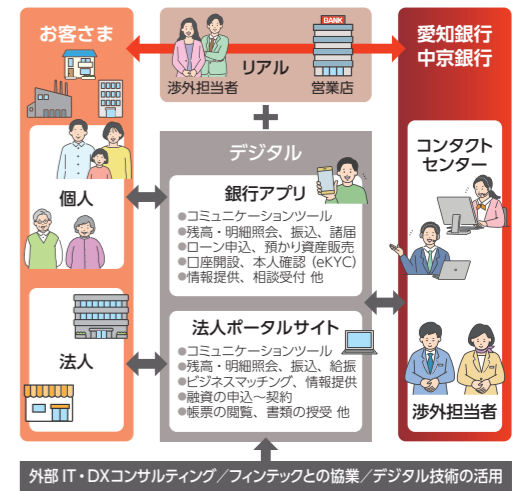 お客さま
リアル
渉外担当者
BANK
営業店
愛知銀行
中京銀行
＋
デジタル
個人
銀行アプリ
●コミュニケーションツール
●残高・明細照会、振込、諸届
●ローン申込、預かり資産販売
●口座開設、本人確認（eKYC）
●情報提供、相談受付 他
コンタクト
センター
法人
法人ポータルサイト
●コミュニケーションツール
●残高・明細照会、振込、給振
●ビジネスマッチング、情報提供
●融資の申込～契約
●帳票の閲覧、書類の授受 他
渉外担当者
外部IT・DXコンサルティング／フィンテックとの協業／デジタル技術の活用